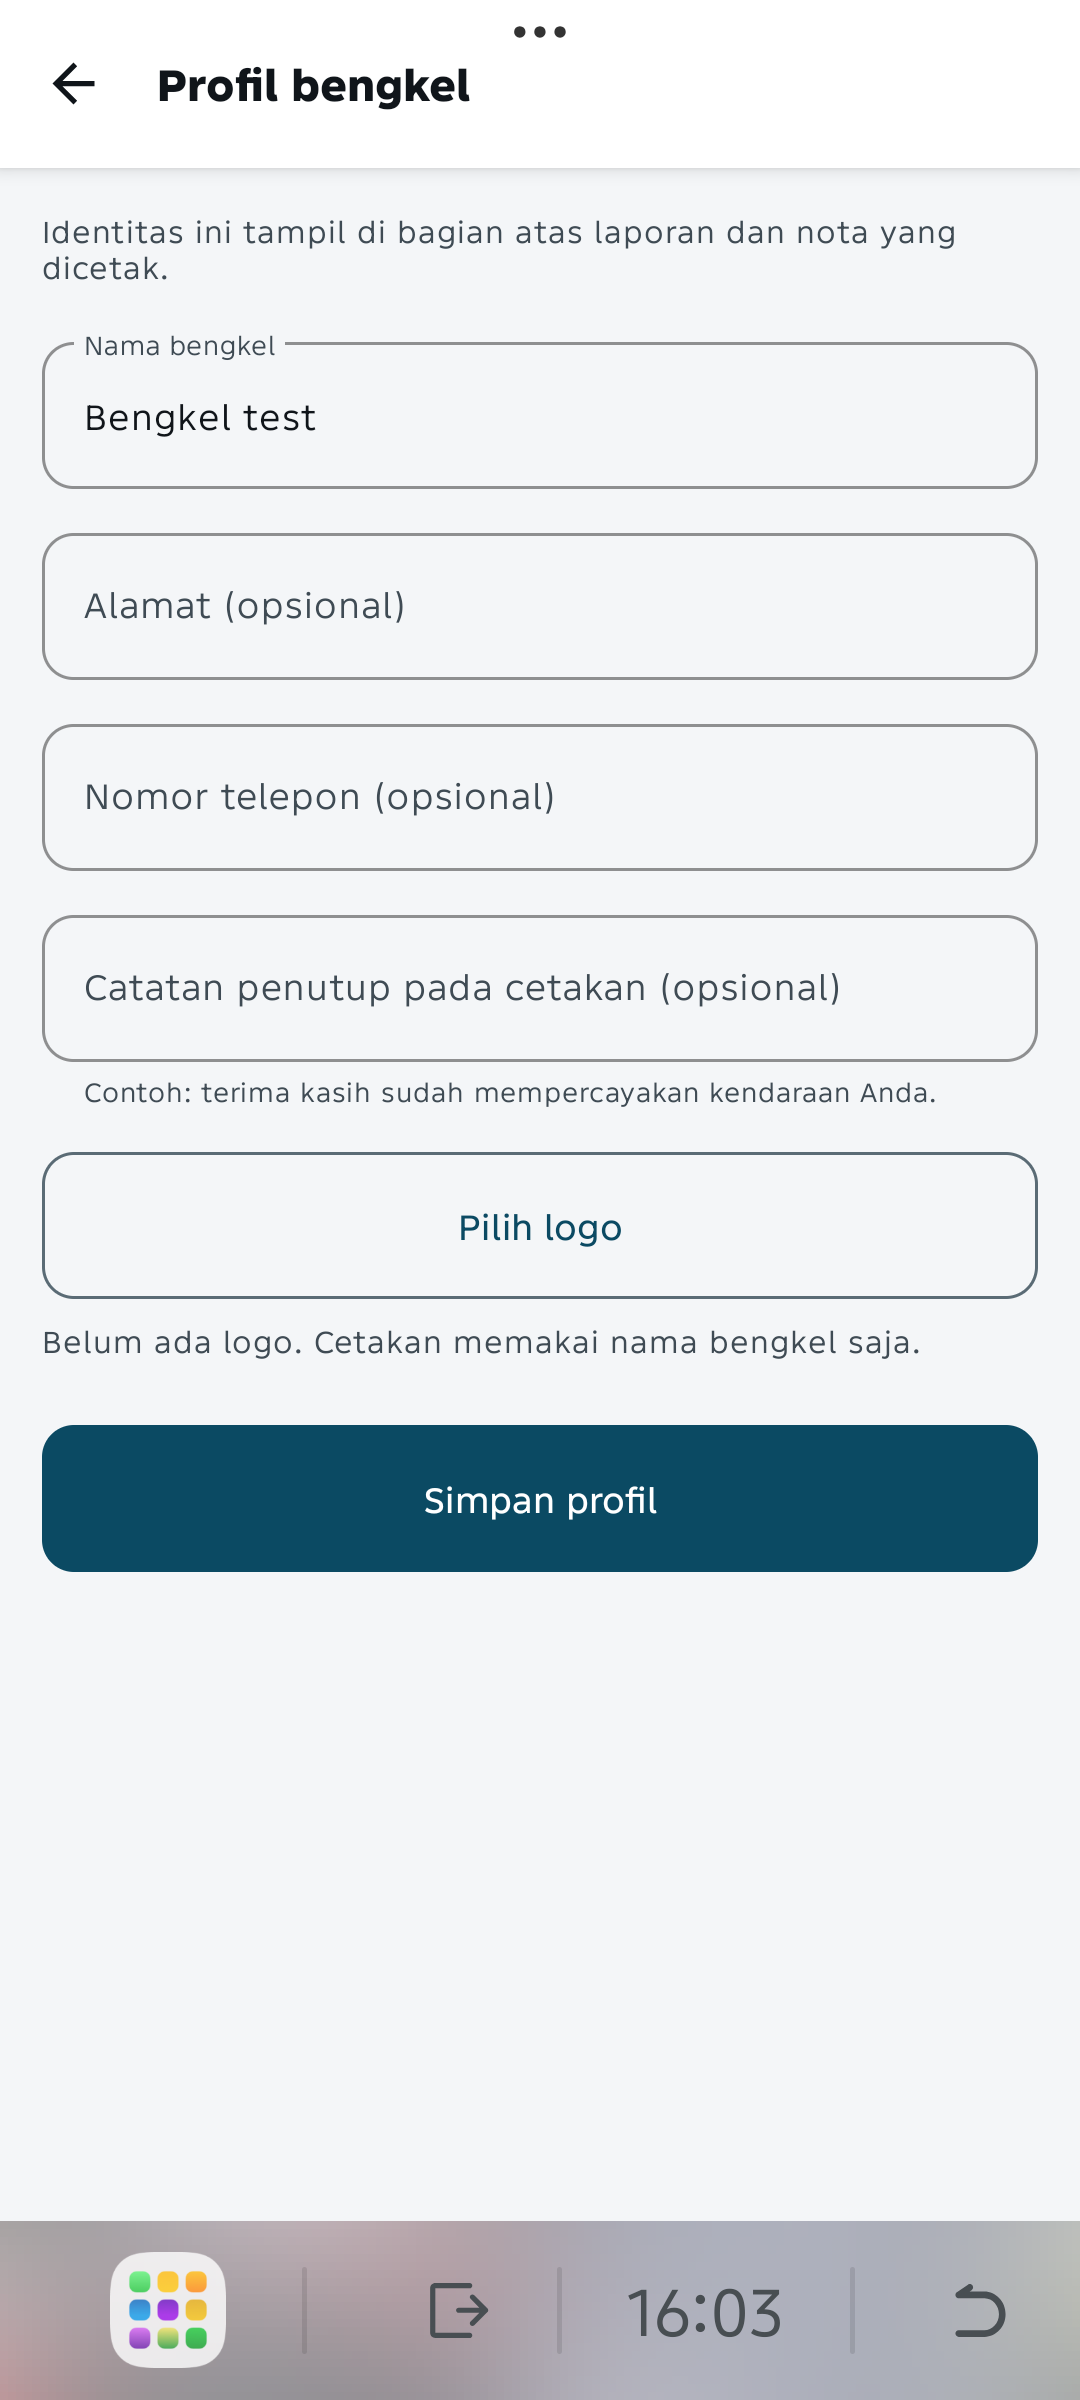 Profil bengkel
Identitas ini tampil di bagian atas laporan dan nota yang
dicetak.
Nama bengkel
Bengkel test
Alamat (opsional)
Nomor telepon (opsional)
Catatan penutup pada cetakan (opsional)
Contoh: terima kasih sudah mempercayakan kendaraan Anda.
Pilih logo
Belum ada logo. Cetakan memakai nama bengkel saja.
Simpan profil
16:03